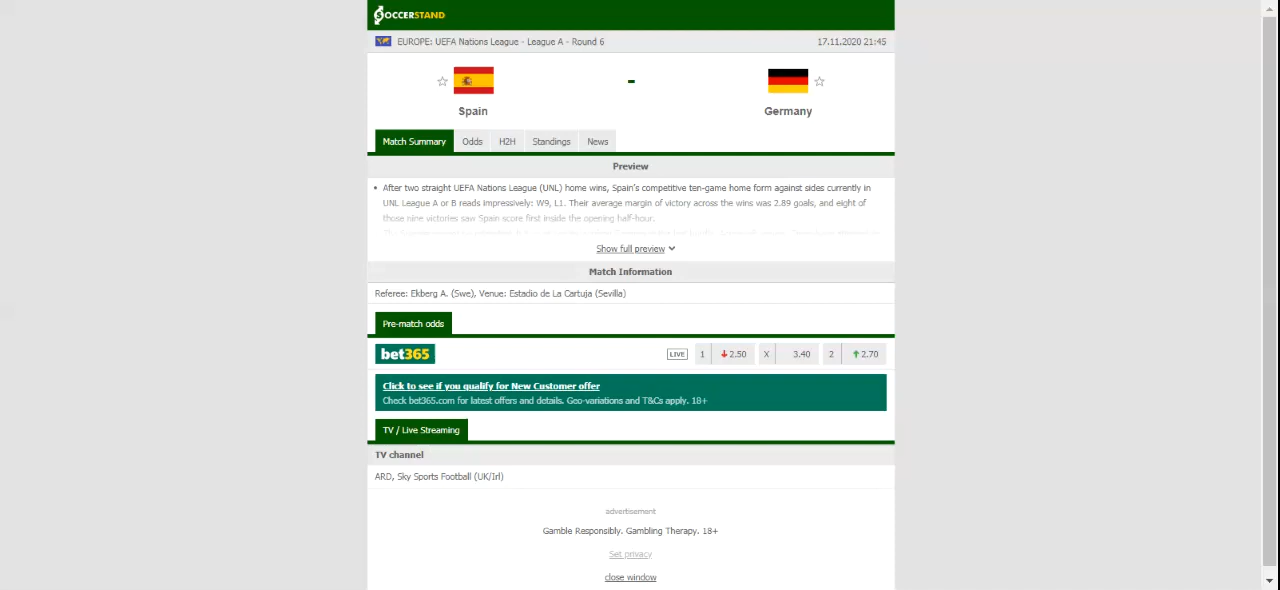 SOCCERSTAND
EUROPE: UEFA Nations League - League A - Round 6 17.11.2020 21:45
-
Spain Germany
Match Summary Odds H2H Standings News
Preview
After two straight UEFA Nations League (UNL) home wins, Spain's competitive ten-game home form against sides currently in
UNL League A or B reads impressively: W9, L1. Their average margin of victory across the wins was 2.89 goals, and eight of
those nine victories saw Spain score first inside the opening half-hour.
Show full preview
Match Information
Referee: Ekberg A. (Swe), Venue: Estadio de La Cartuja (Sevilla)
Pre-match odds
bet365 LIVE 1 2.50 X 3.40 2 2.70
Click to see if you qualify for New Customer offer
Check bet365.com for latest offers and details. Geo-variations and T&Cs apply. 18+
TV / Live Streaming
TV channel
ARD, Sky Sports Football (UK/Irl)
advertisement
Gamble Responsibly. Gambling Therapy. 18+
Set privacy
close window